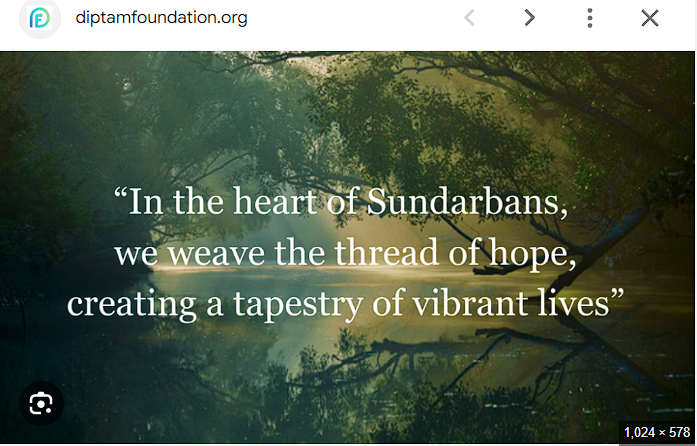 diptamfoundation.org
“In the heart of Sundarbans,
we weave the thread of hope,
creating a tapestry of vibrant lives”
1,024 × 578